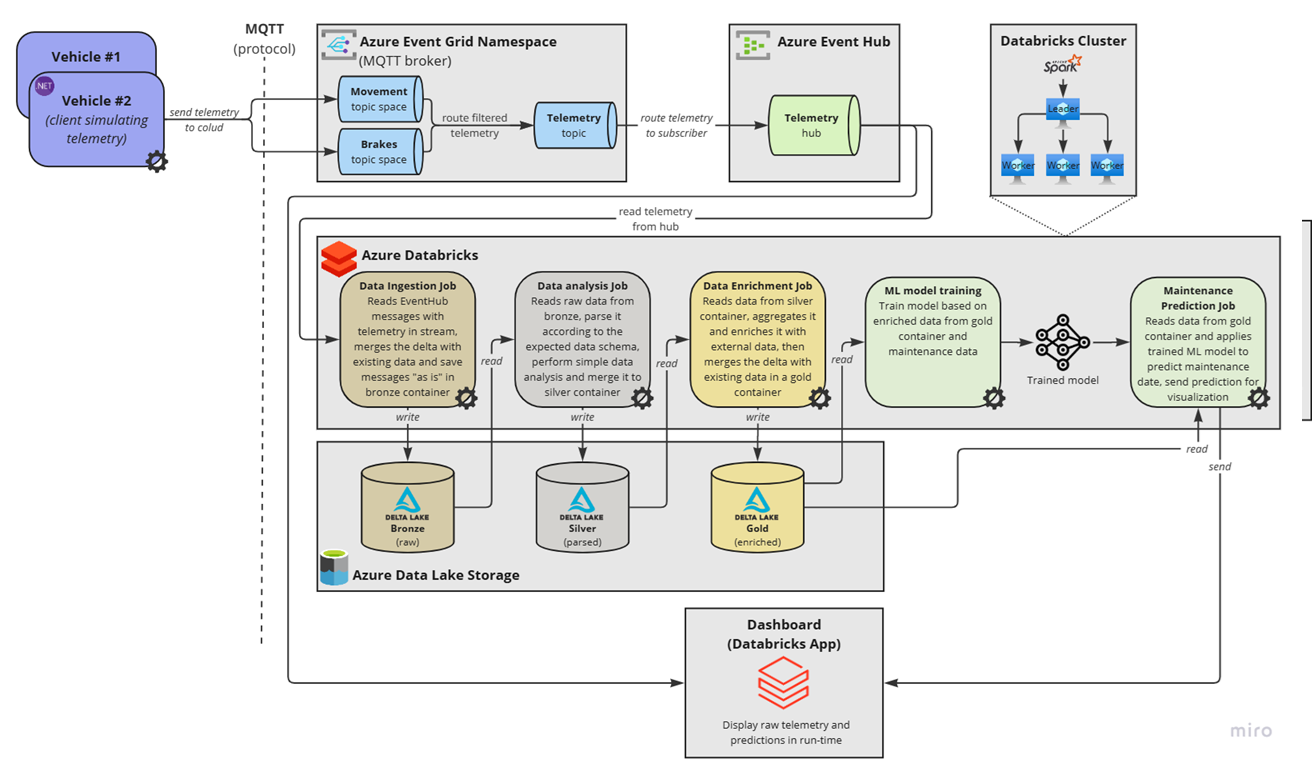 Vehicle #1
.NET
Vehicle #2
(client simulating
telemetry)
send telemetry
to colud
MQTT
(protocol)
Azure Event Grid Namespace
(MQTT broker)
Movement
topic space
Brakes
topic space
route filtered
telemetry
Telemetry
topic
route telemetry
to subscriber
Azure Event Hub
Telemetry
hub
Databricks Cluster
APACHE
Spark
Leader
Worker
Worker
Worker
read telemetry
from hub
Azure Databricks
Data Ingestion Job
Reads EventHub
messages with
telemetry in stream,
merges the delta with
existing data and save
messages "as is" in
bronze container
Data analysis Job
Reads raw data from
bronze, parse it
according to the
expected data schema,
perform simple data
analysis and merge it to
silver container
Data Enrichment Job
Reads data from silver
container, aggregates it
and enriches it with
external data, then
merges the delta with
existing data in a gold
container
ML model training
Train model based on
enriched data from gold
container and
maintenance data
Trained model
Maintenance
Prediction Job
Reads data from gold
container and applies
trained ML model to
predict maintenance
date, send prediction for
visualization
read
read
read
write
write
write
read
send
DELTA LAKE
Bronze
(raw)
DELTA LAKE
Silver
(parsed)
DELTA LAKE
Gold
(enriched)
Azure Data Lake Storage
Dashboard
(Databricks App)
Display raw telemetry and
predictions in run-time
miro